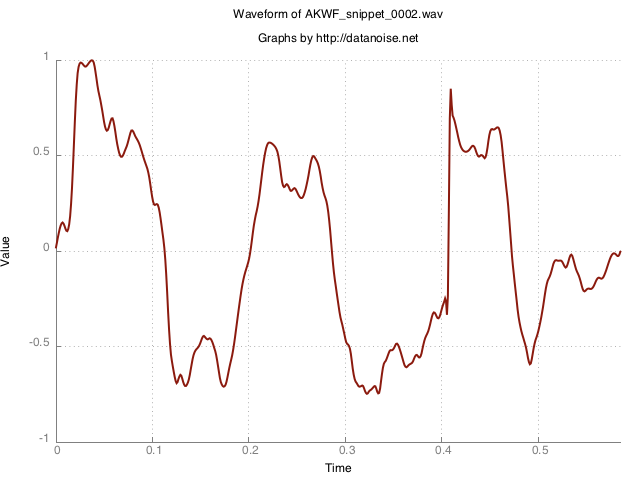 Waveform of AKWF_snippet_0002.wav
Graphs by http://datanoise.net
1
0.5
0
-0.5
-1
Value
0 0.1 0.2 0.3 0.4 0.5
Time